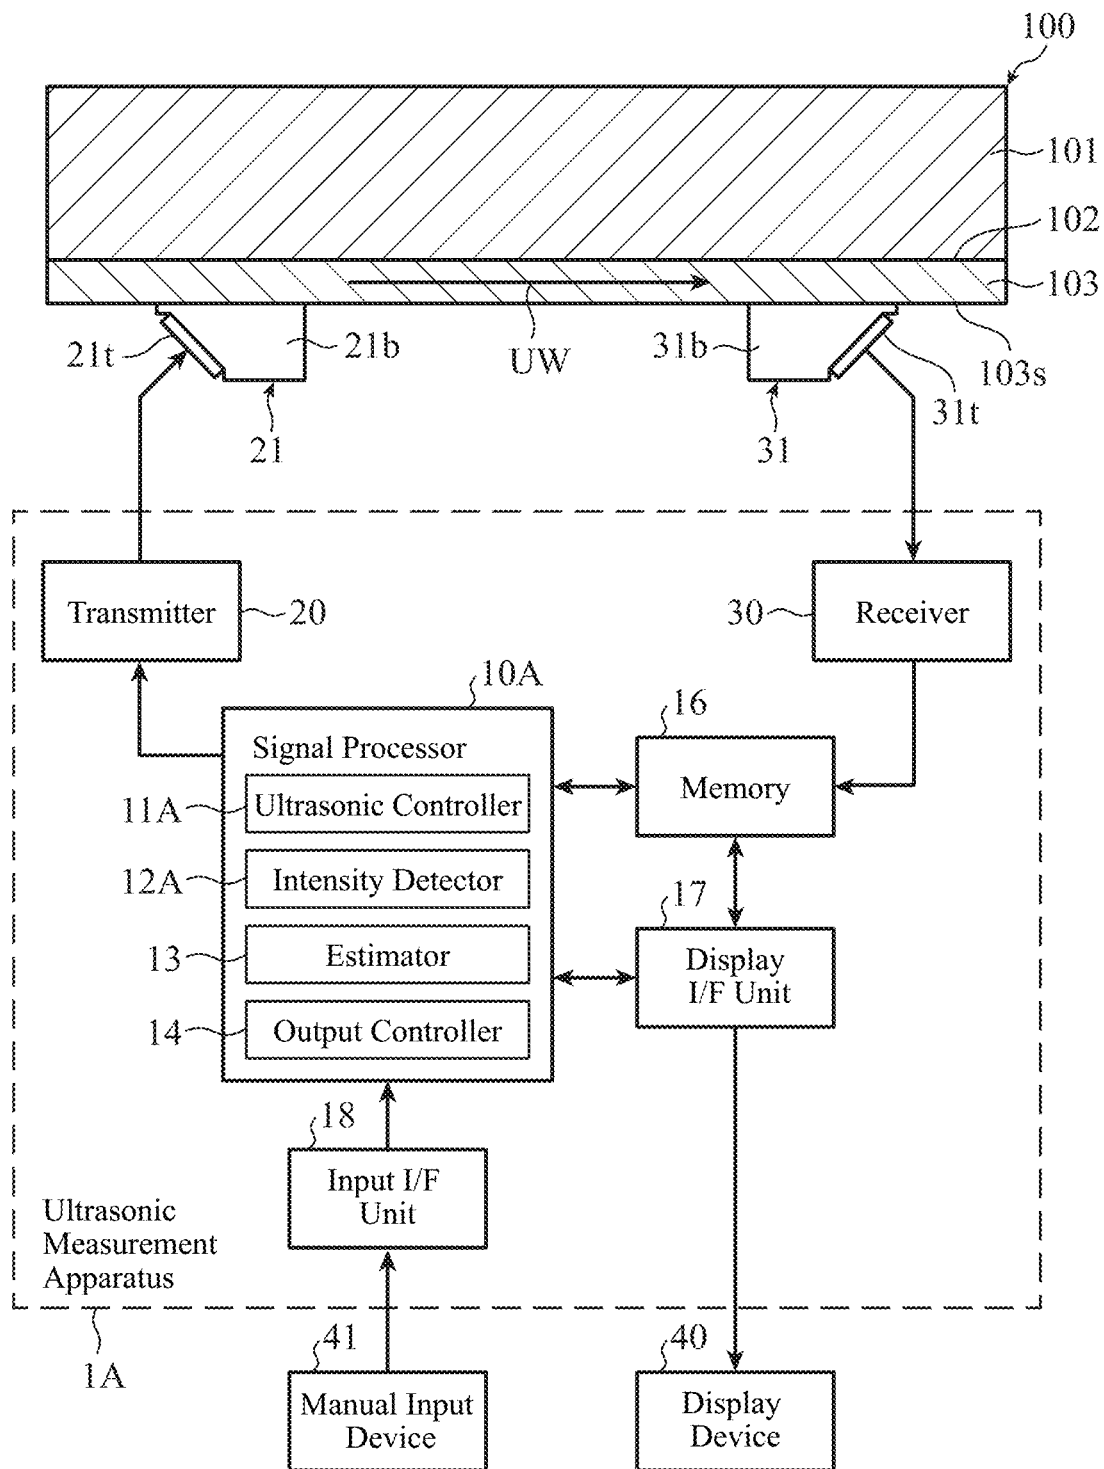 100
101
102
103
21t
21b
UW
31b
103s
31t
21
31
Transmitter
20
30
Receiver
10A
16
Signal Processor
Memory
11A
Ultrasonic Controller
12A
Intensity Detector
17
13
Estimator
Display
I/F Unit
14
Output Controller
18
Input I/F
Unit
Ultrasonic
Measurement
Apparatus
1A
41
40
Manual Input
Device
Display
Device